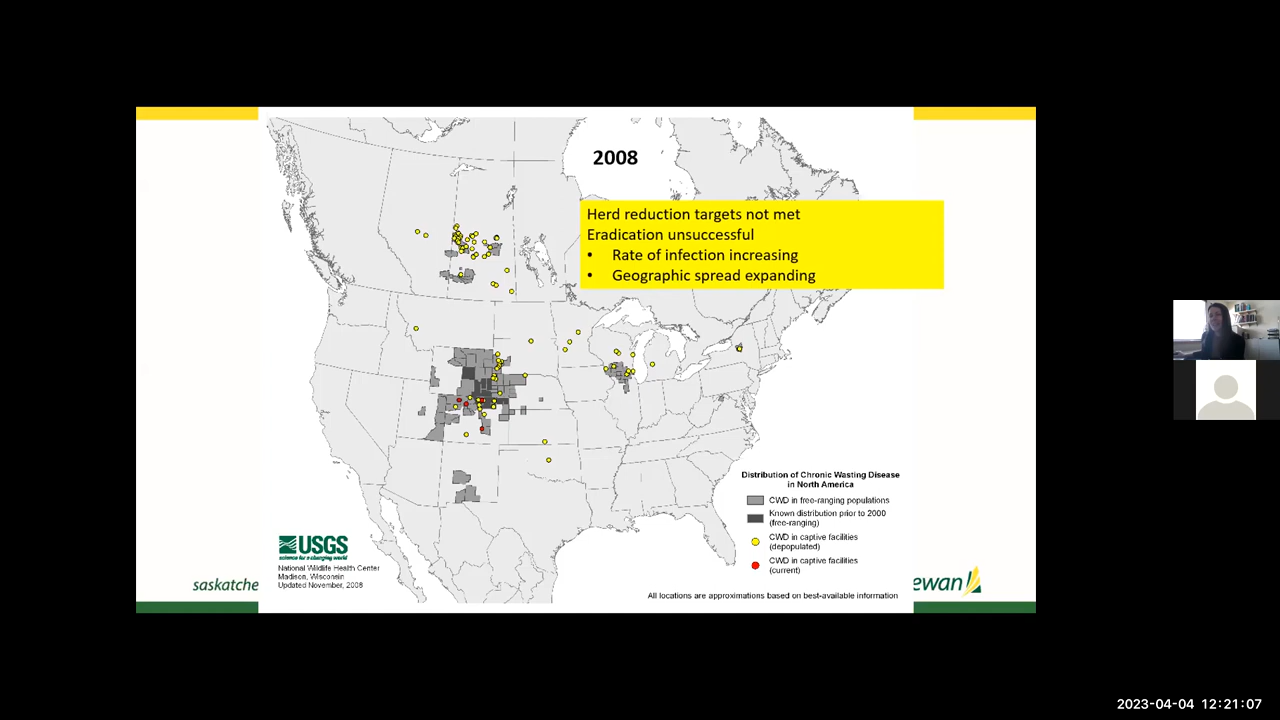 2008
Herd reduction targets not met
Eradication unsuccessful
• Rate of infection increasing
• Geographic spread expanding
Distribution of Chronic Wasting Disease
in North America
CWD in free-ranging populations
Known distribution prior to 2000
(free-ranging)
CWD in captive facilities
(depopulated)
CWD in captive facilities
(current)
USGS
science for a changing world
National Wildlife Health Center
Madison, Wisconsin
Updated November, 2008
saskatche
ewan
All locations are approximations based on best-available information
2023-04-04 12:21:07